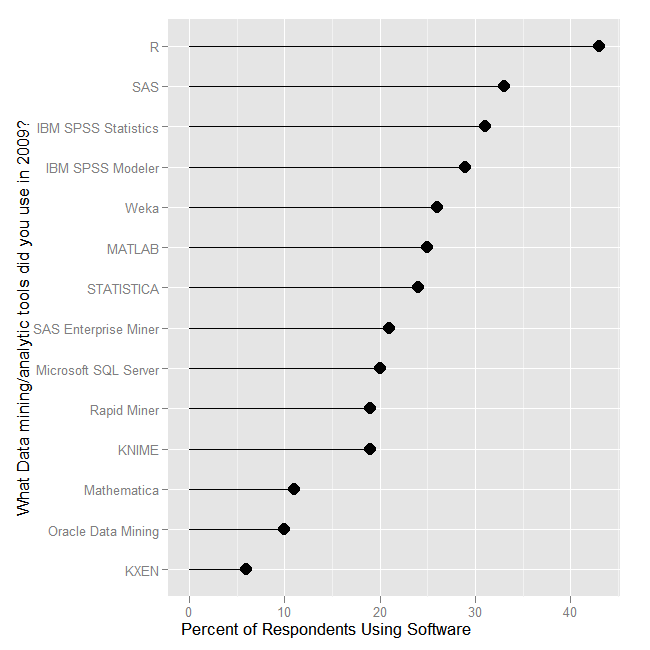 What Data mining/analytic tools did you use in 2009?
R
SAS
IBM SPSS Statistics
IBM SPSS Modeler
Weka
MATLAB
STATISTICA
SAS Enterprise Miner
Microsoft SQL Server
Rapid Miner
KNIME
Mathematica
Oracle Data Mining
KXEN
0 10 20 30 40
Percent of Respondents Using Software